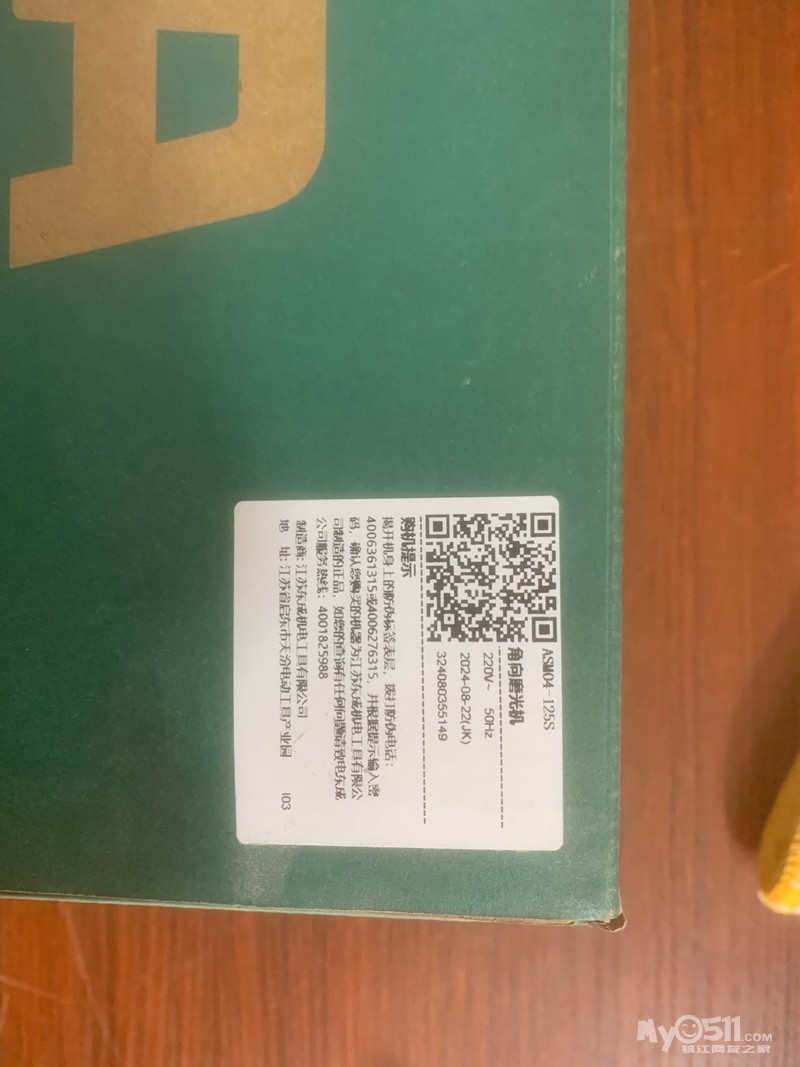 A
ASM04-125S
角向磨光机
220V~ 50Hz
2024-08-22(JK)
324080355149
购机提示
揭开机身上的防伪标签表层，拨打防伪电话：
4006361315或4006276315，并根据提示输入密
码，确认您购买的机器为江苏东成机电工具有限公
司制造的正品，如您的查询有任何问题请致电东成
公司服务热线：4001825988
制造商：江苏东成机电工具有限公司
地 址：江苏省启东市天汾电动工具产业园 I03
My0511.COM
镇江网友之家